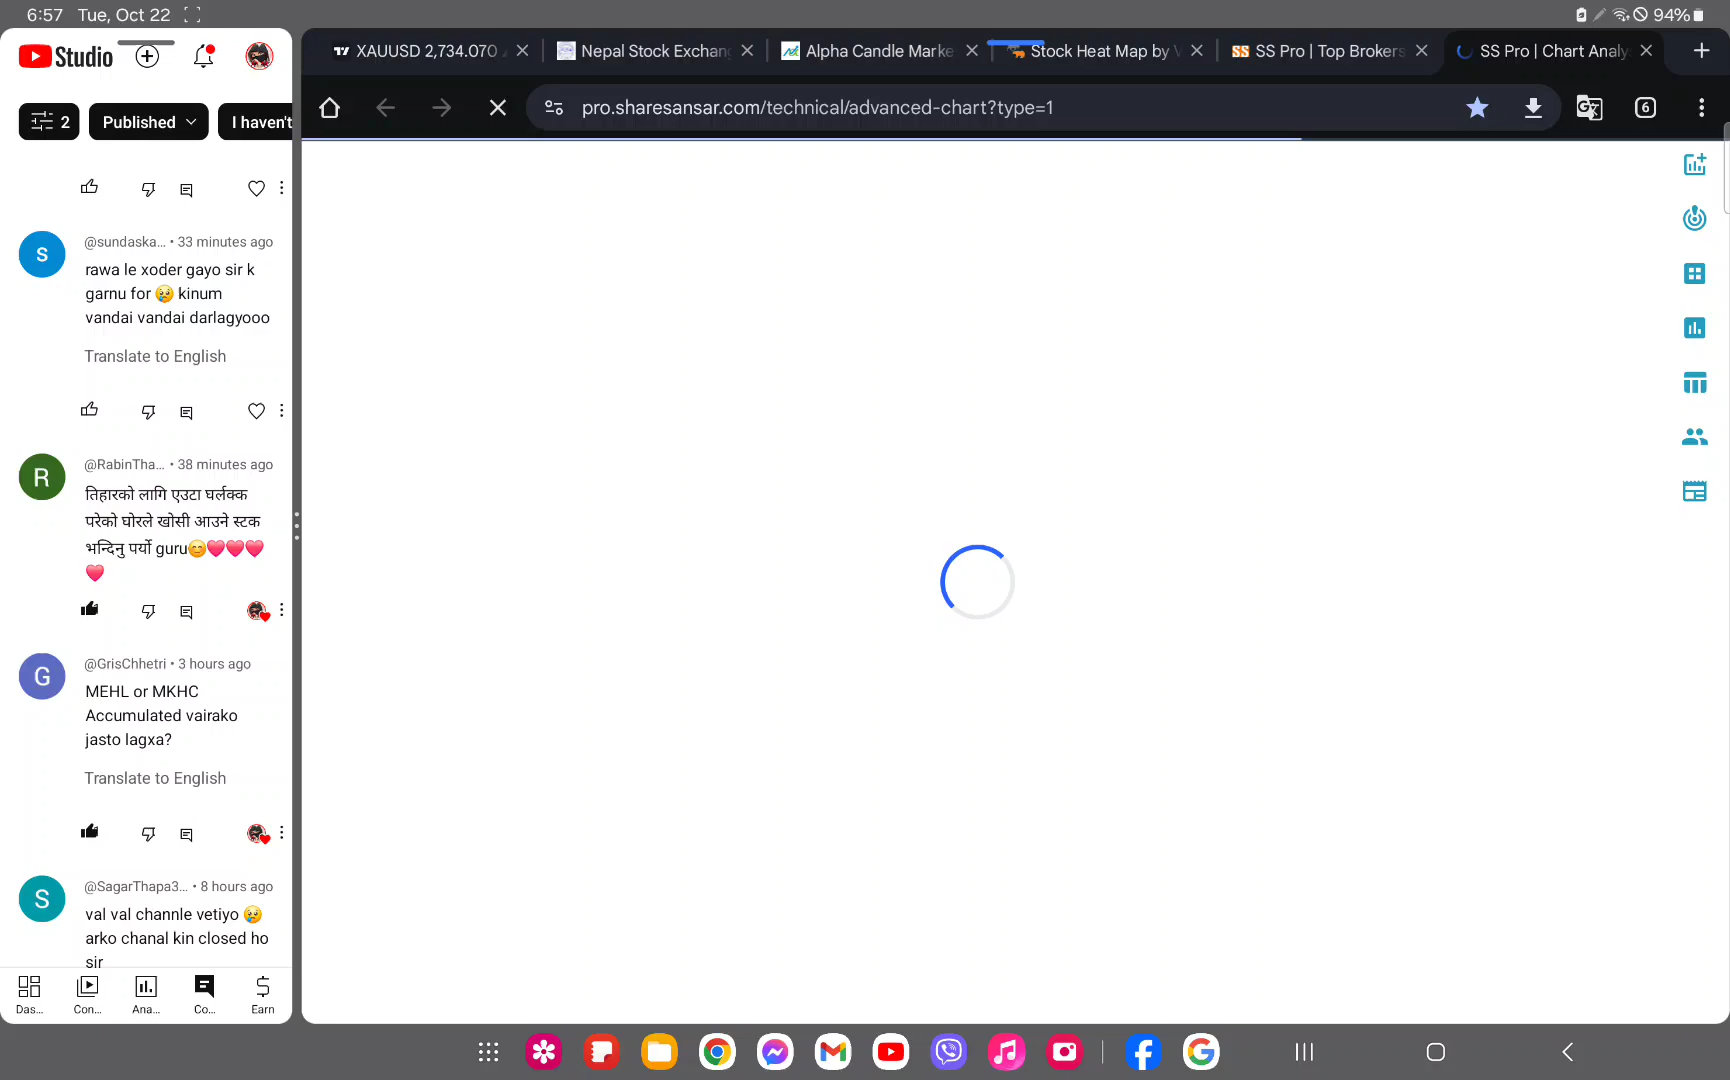 6:57 Tue, Oct 22
94%
Studio
2
Published
I haven't
@sundaska... • 33 minutes ago
rawa le xoder gayo sir k
garnu for 😢 kinum
vandai vandai darlagyooo
Translate to English
@RabinTha... • 38 minutes ago
तिहारको लागि एउटा घर्लक्क
परेको घोरले खोसी आउने स्टक
भन्दिनु पर्यो guru😊❤️❤️❤️
❤️
@GrisChhetri • 3 hours ago
MEHL or MKHC
Accumulated vairako
jasto lagxa?
Translate to English
@SagarThapa3... • 8 hours ago
val val channle vetiyo 😢
arko chanal kin closed ho
sir
Das...
Con...
Ana...
Co...
Earn
XAUUSD 2,734.070
Nepal Stock Exchan
Alpha Candle Marke
Stock Heat Map by
SS Pro | Top Brokers
SS Pro | Chart Analy
pro.sharesansar.com/technical/advanced-chart?type=1
6
S
R
G
S